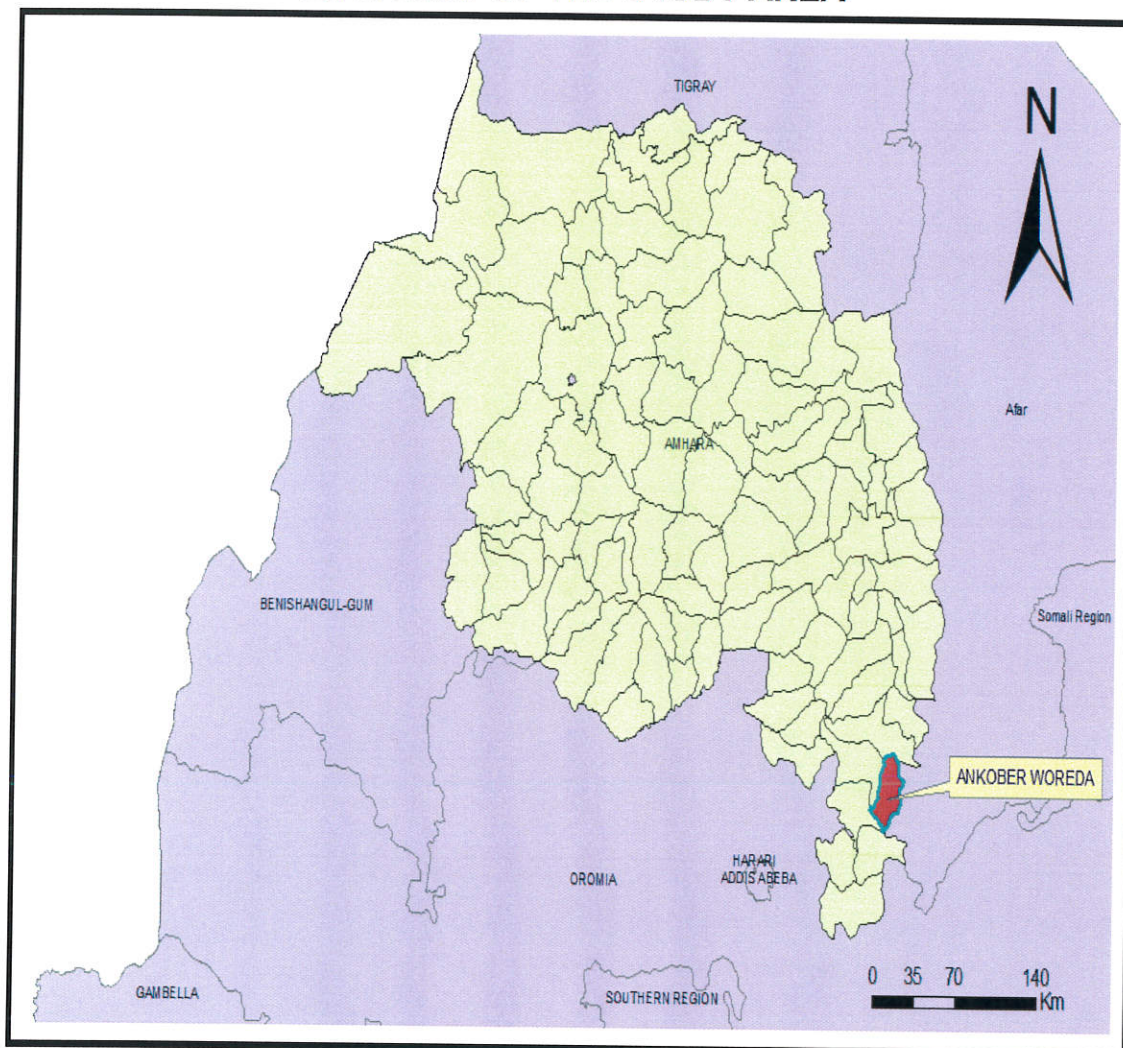 TIGRAY
N
Afar
AMHARA
BENISHANGUL-GUM
Somali Region
ANKOBER WOREDA
HARARI
ADDIS ABEBA
OROMIA
GAMBELLA
SOUTHERN REGION
0 35 70 140
Km